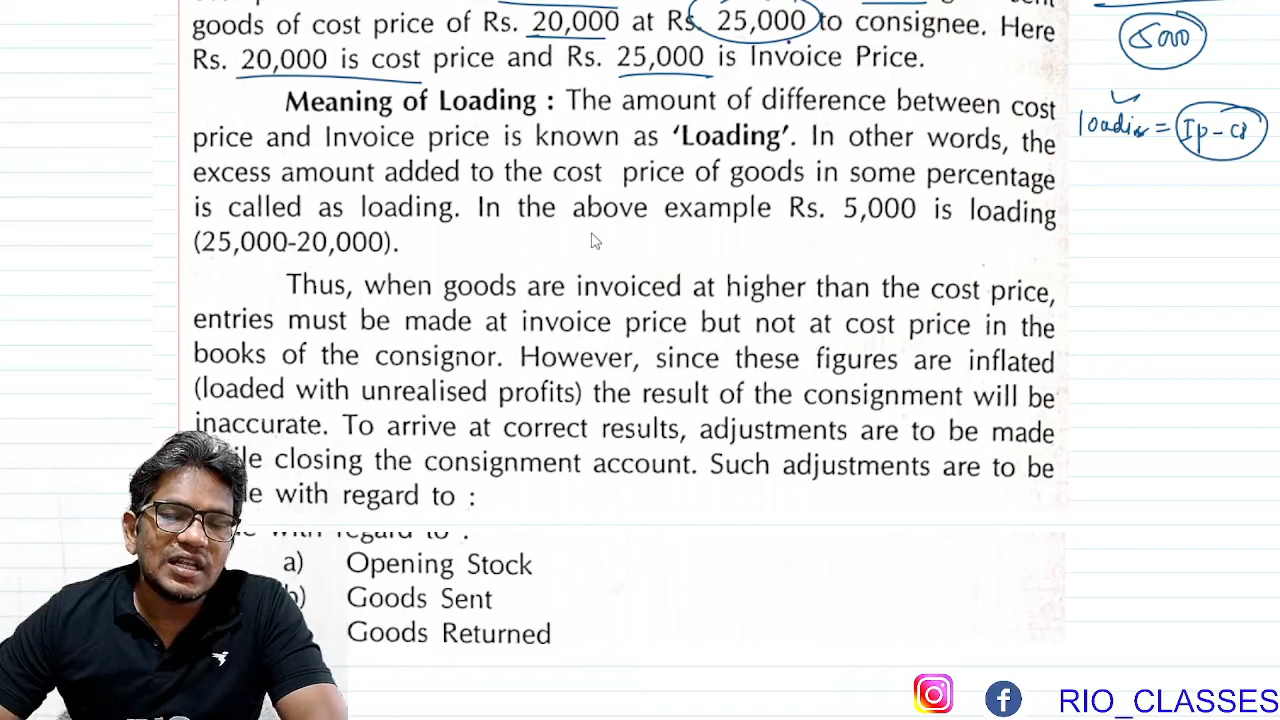 goods of cost price of Rs. 20,000 at Rs. 25,000 to consignee. Here
Rs. 20,000 is cost price and Rs. 25,000 is Invoice Price.
5000
Meaning of Loading : The amount of difference between cost
price and Invoice price is known as 'Loading'. In other words, the
excess amount added to the cost price of goods in some percentage
is called as loading. In the above example Rs. 5,000 is loading
(25,000-20,000).
= Ip - cp
Thus, when goods are invoiced at higher than the cost price,
entries must be made at invoice price but not at cost price in the
books of the consignor. However, since these figures are inflated
(loaded with unrealised profits) the result of the consignment will be
inaccurate. To arrive at correct results, adjustments are to be made
closing the consignment account. Such adjustments are to be
with regard to :
with regard to :
a) Opening Stock
b) Goods Sent
Goods Returned
RIO_CLASSES